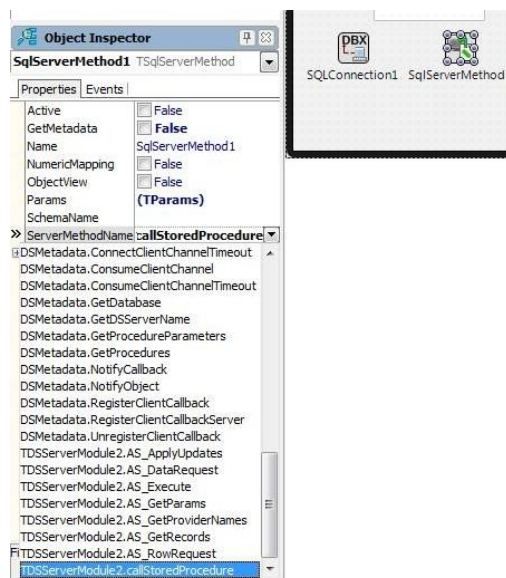 Object Inspector
SqlServerMethod1 TSqlServerMethod
Properties Events
Active False
GetMetadata False
Name SqlServerMethod1
NumericMapping False
ObjectView False
Params (TParams)
SchemaName
ServerMethodName callStoredProcedure
DSMetadata.ConnectClientChannelTimeout
DSMetadata.ConsumeClientChannel
DSMetadata.ConsumeClientChannelTimeout
DSMetadata.GetDatabase
DSMetadata.GetDSServerName
DSMetadata.GetProcedureParameters
DSMetadata.GetProcedures
DSMetadata.NotifyCallback
DSMetadata.NotifyObject
DSMetadata.RegisterClientCallback
DSMetadata.RegisterClientCallbackServer
DSMetadata.UnregisterClientCallback
TDSServerModule2.AS_ApplyUpdates
TDSServerModule2.AS_DataRequest
TDSServerModule2.AS_Execute
TDSServerModule2.AS_GetParams
TDSServerModule2.AS_GetProviderNames
TDSServerModule2.AS_GetRecords
Fi TDSServerModule2.AS_RowRequest
TDSServerModule2.callStoredProcedure
DBX
SQLConnection1 SqlServerMethod